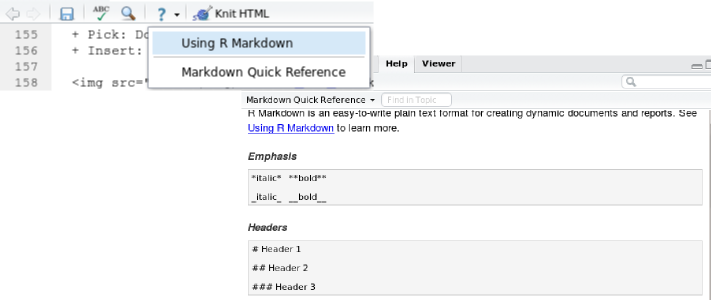 ABC ? Knit HTML
155 + Pick: Do
156 + Insert:
157
158 <img src="
Using R Markdown
Markdown Quick Reference
Help Viewer
Markdown Quick Reference Find in Topic
R Markdown is an easy-to-write plain text format for creating dynamic documents and reports. See
Using R Markdown to learn more.
Emphasis
*italic* **bold**
_italic_ __bold__
Headers
# Header 1
## Header 2
### Header 3